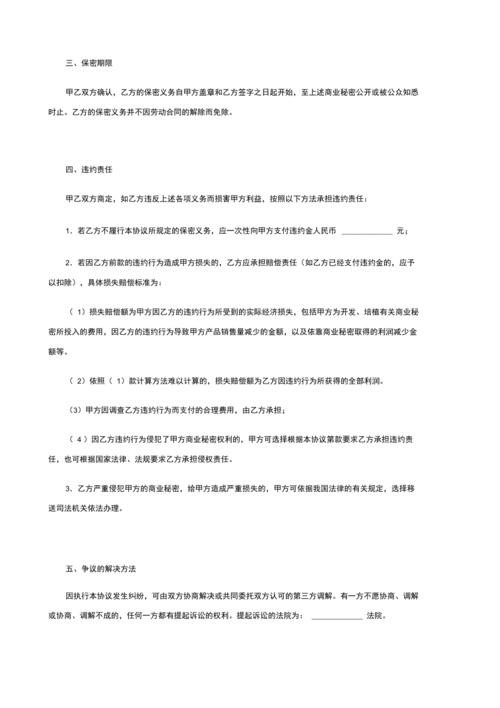 三、保密期限
甲乙双方确认，乙方的保密义务自甲方盖章和乙方签字之日起开始，至上述商业秘密公开或被公众知悉
时止。乙方的保密义务并不因劳动合同的解除而免除。
四、违约责任
甲乙双方商定，如乙方违反上述各项义务而损害甲方利益，按照以下方法承担违约责任：
1．若乙方不履行本协议所规定的保密义务，应一次性向甲方支付违约金人民币 ____________ 元；
2．若因乙方前款的违约行为造成甲方损失的，乙方应承担赔偿责任（如乙方已经支付违约金的，应予
以扣除），具体损失赔偿标准为：
（ 1）损失赔偿额为甲方因乙方的违约行为所受到的实际经济损失，包括甲方为开发、培植有关商业秘
密所投入的费用，因乙方的违约行为导致甲方产品销售量减少的金额，以及依靠商业秘密取得的利润减少金
额等。
（ 2）依照（ 1）款计算方法难以计算的，损失赔偿额为乙方因违约行为所获得的全部利润。
（3）甲方因调查乙方违约行为而支付的合理费用，由乙方承担；
（ 4 ）因乙方违约行为侵犯了甲方商业秘密权利的，甲方可选择根据本协议第款要求乙方承担违约责
任，也可根据国家法律、法规要求乙方承担侵权责任。
3．乙方严重侵犯甲方的商业秘密，给甲方造成严重损失的，甲方可依据我国法律的有关规定，选择移
送司法机关依法办理。
五、争议的解决方法
因执行本协议发生纠纷，可由双方协商解决或共同委托双方认可的第三方调解。有一方不愿协商、调解
或协商、调解不成的，任何一方都有提起诉讼的权利。提起诉讼的法院为： ____________ 法院。